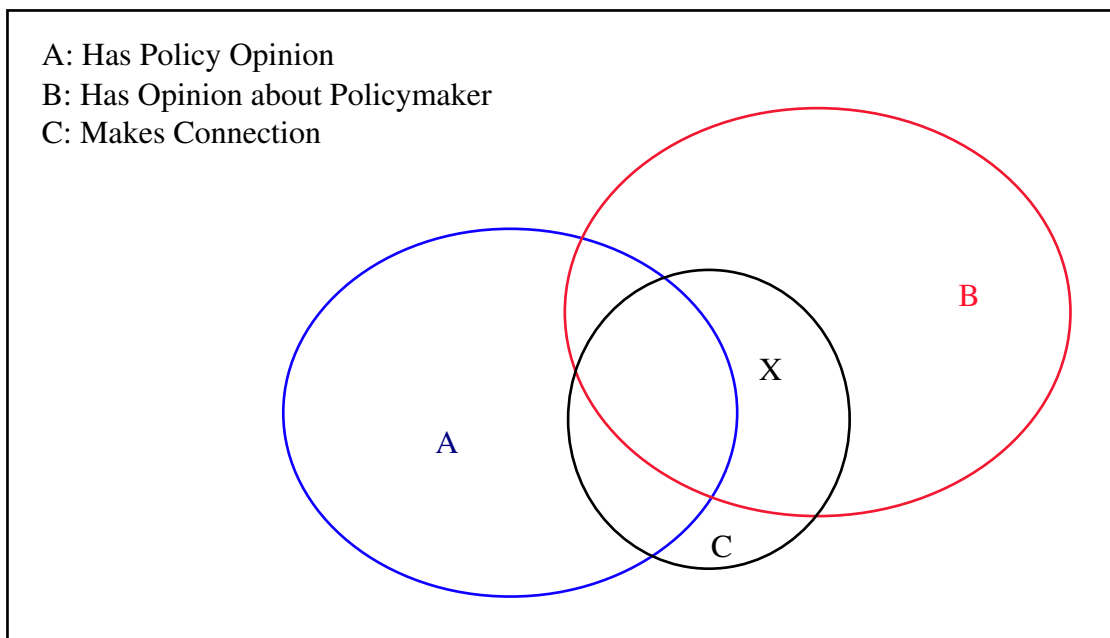 A: Has Policy Opinion
B: Has Opinion about Policymaker
C: Makes Connection
B
X
A
C